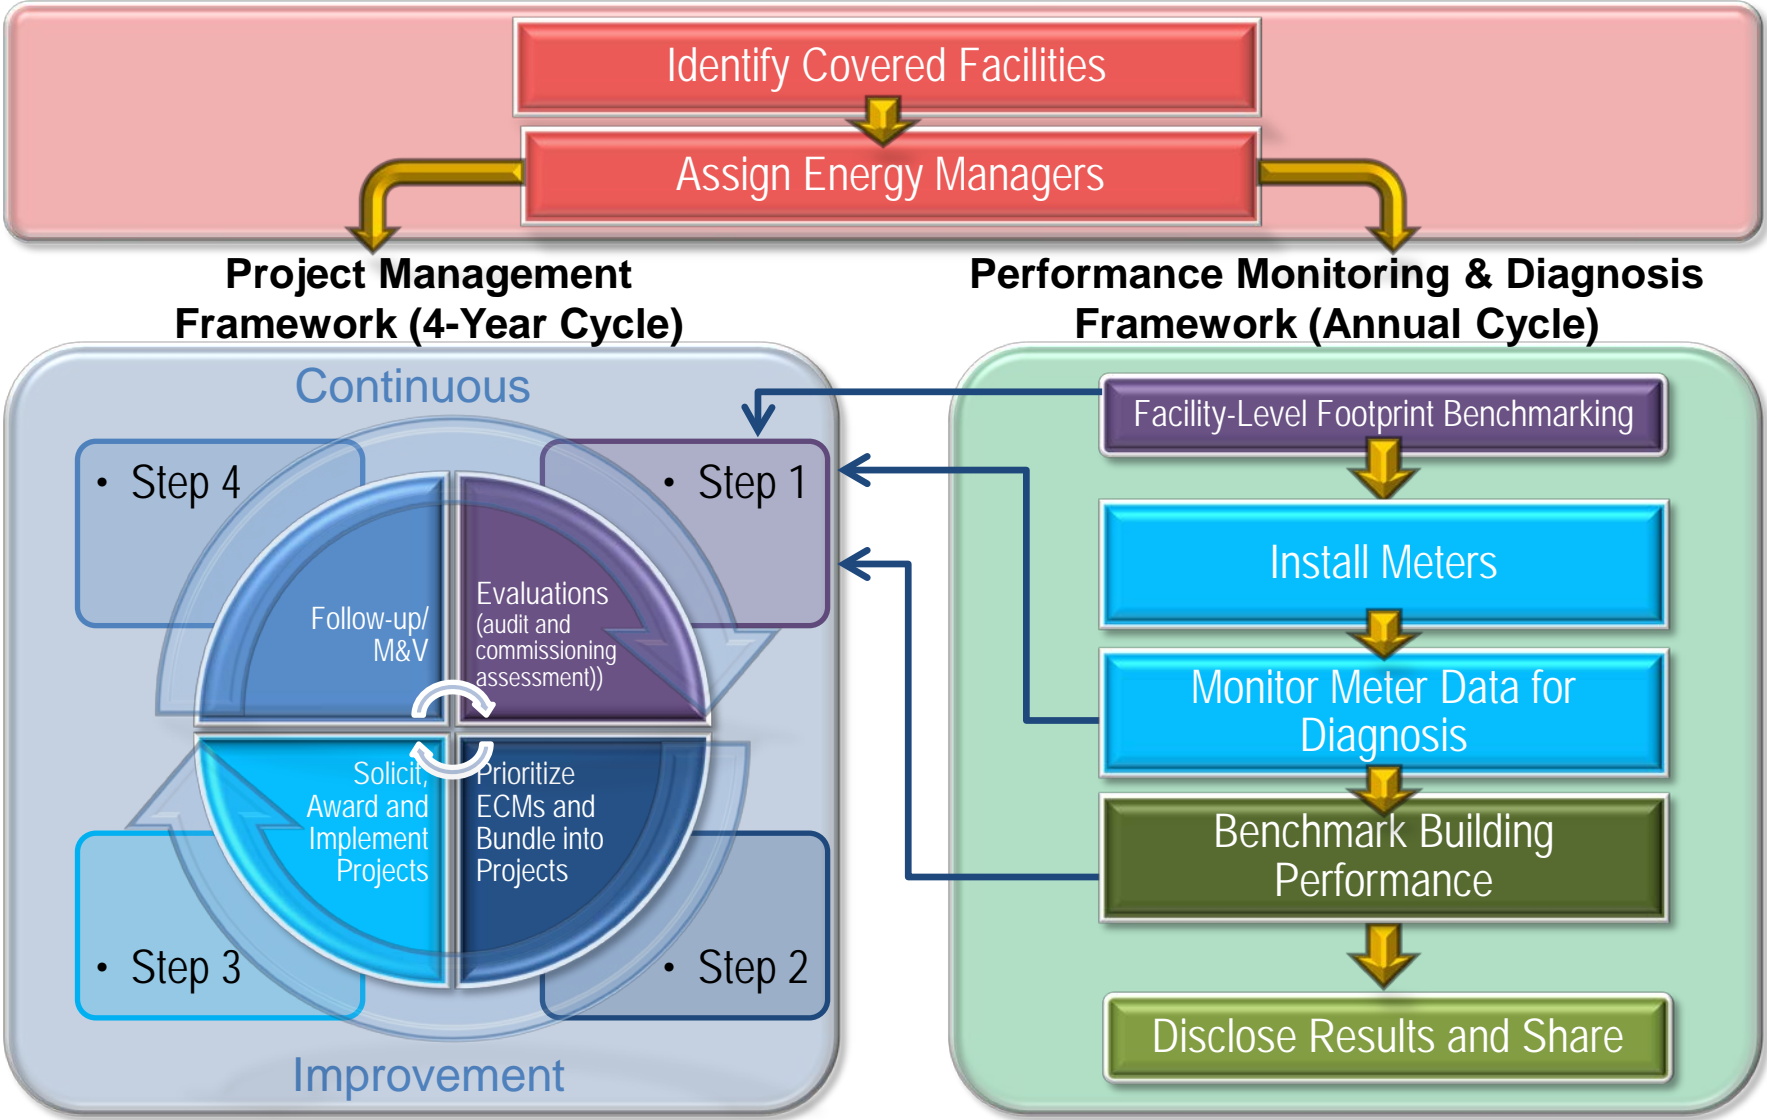 Identify Covered Facilities
Assign Energy Managers
Project Management
Framework (4-Year Cycle)
Continuous
• Step 4
• Step 1
Follow-up/
M&V
Evaluations
(audit and
commissioning
assessment))
Solicit,
Award and
Implement
Projects
Prioritize
ECMs and
Bundle into
Projects
• Step 3
• Step 2
Improvement
Performance Monitoring & Diagnosis
Framework (Annual Cycle)
Facility-Level Footprint Benchmarking
Install Meters
Monitor Meter Data for
Diagnosis
Benchmark Building
Performance
Disclose Results and Share